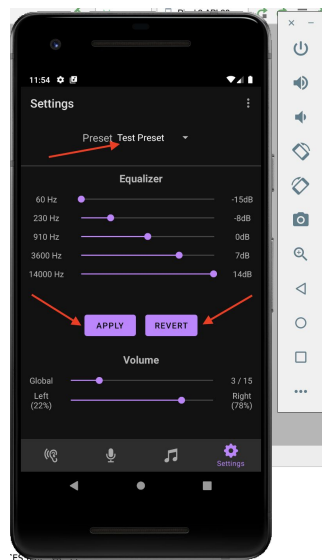 11:54
Settings
Preset Test Preset
Equalizer
60 Hz -15dB
230 Hz -8dB
910 Hz 0dB
3600 Hz 7dB
14000 Hz 14dB
APPLY REVERT
Volume
Global 3 / 15
Left (22%) Right (78%)
Settings